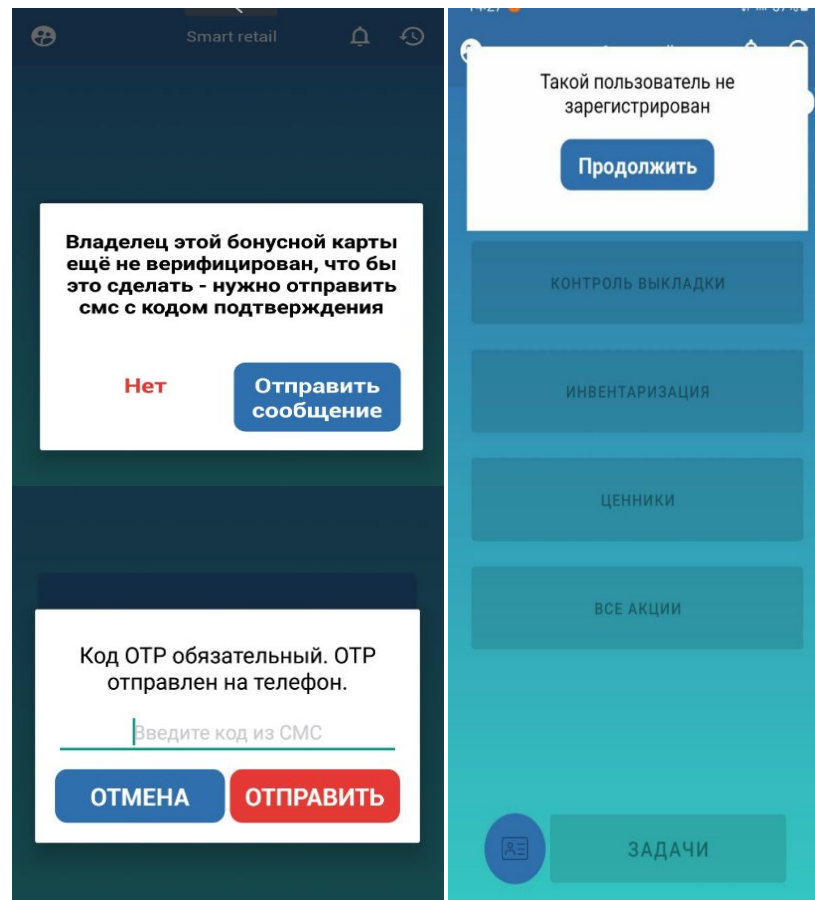 Smart retail
Владелец этой бонусной карты
ещё не верифицирован, что бы
это сделать - нужно отправить
смс с кодом подтверждения
Нет
Отправить
сообщение
Код ОТР обязательный. ОТР
отправлен на телефон.
Введите код из СМС
ОТМЕНА
ОТПРАВИТЬ
Такой пользователь не
зарегистрирован
Продолжить
КОНТРОЛЬ ВЫКЛАДКИ
ИНВЕНТАРИЗАЦИЯ
ЦЕННИКИ
ВСЕ АКЦИИ
ЗАДАЧИ